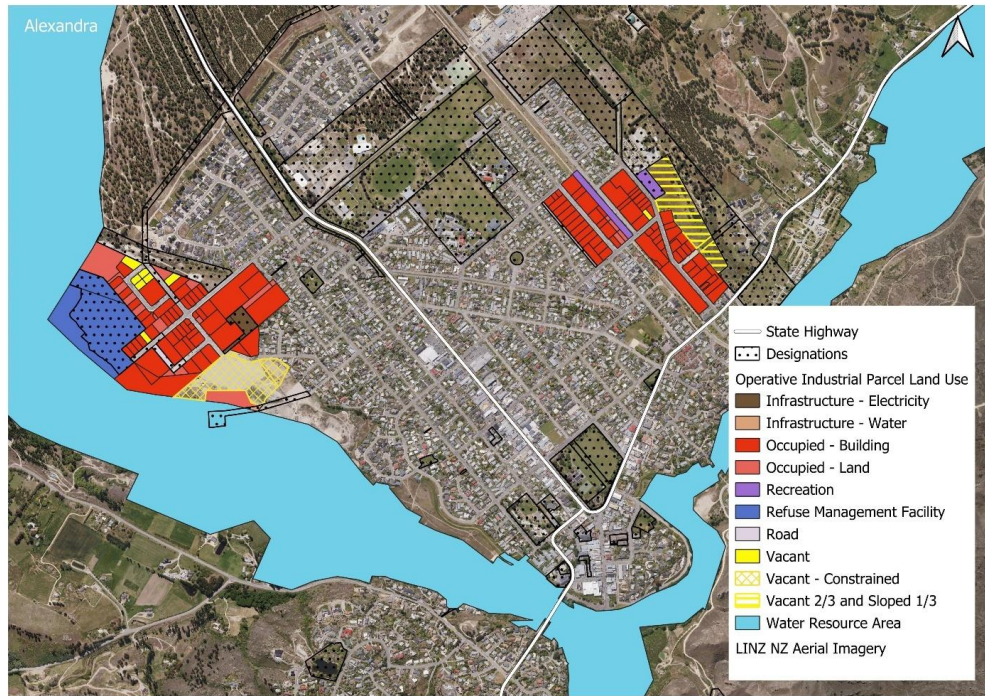 Alexandra
State Highway
Designations
Operative Industrial Parcel Land Use
Infrastructure - Electricity
Infrastructure - Water
Occupied - Building
Occupied - Land
Recreation
Refuse Management Facility
Road
Vacant
Vacant - Constrained
Vacant 2/3 and Sloped 1/3
Water Resource Area
LINZ NZ Aerial Imagery